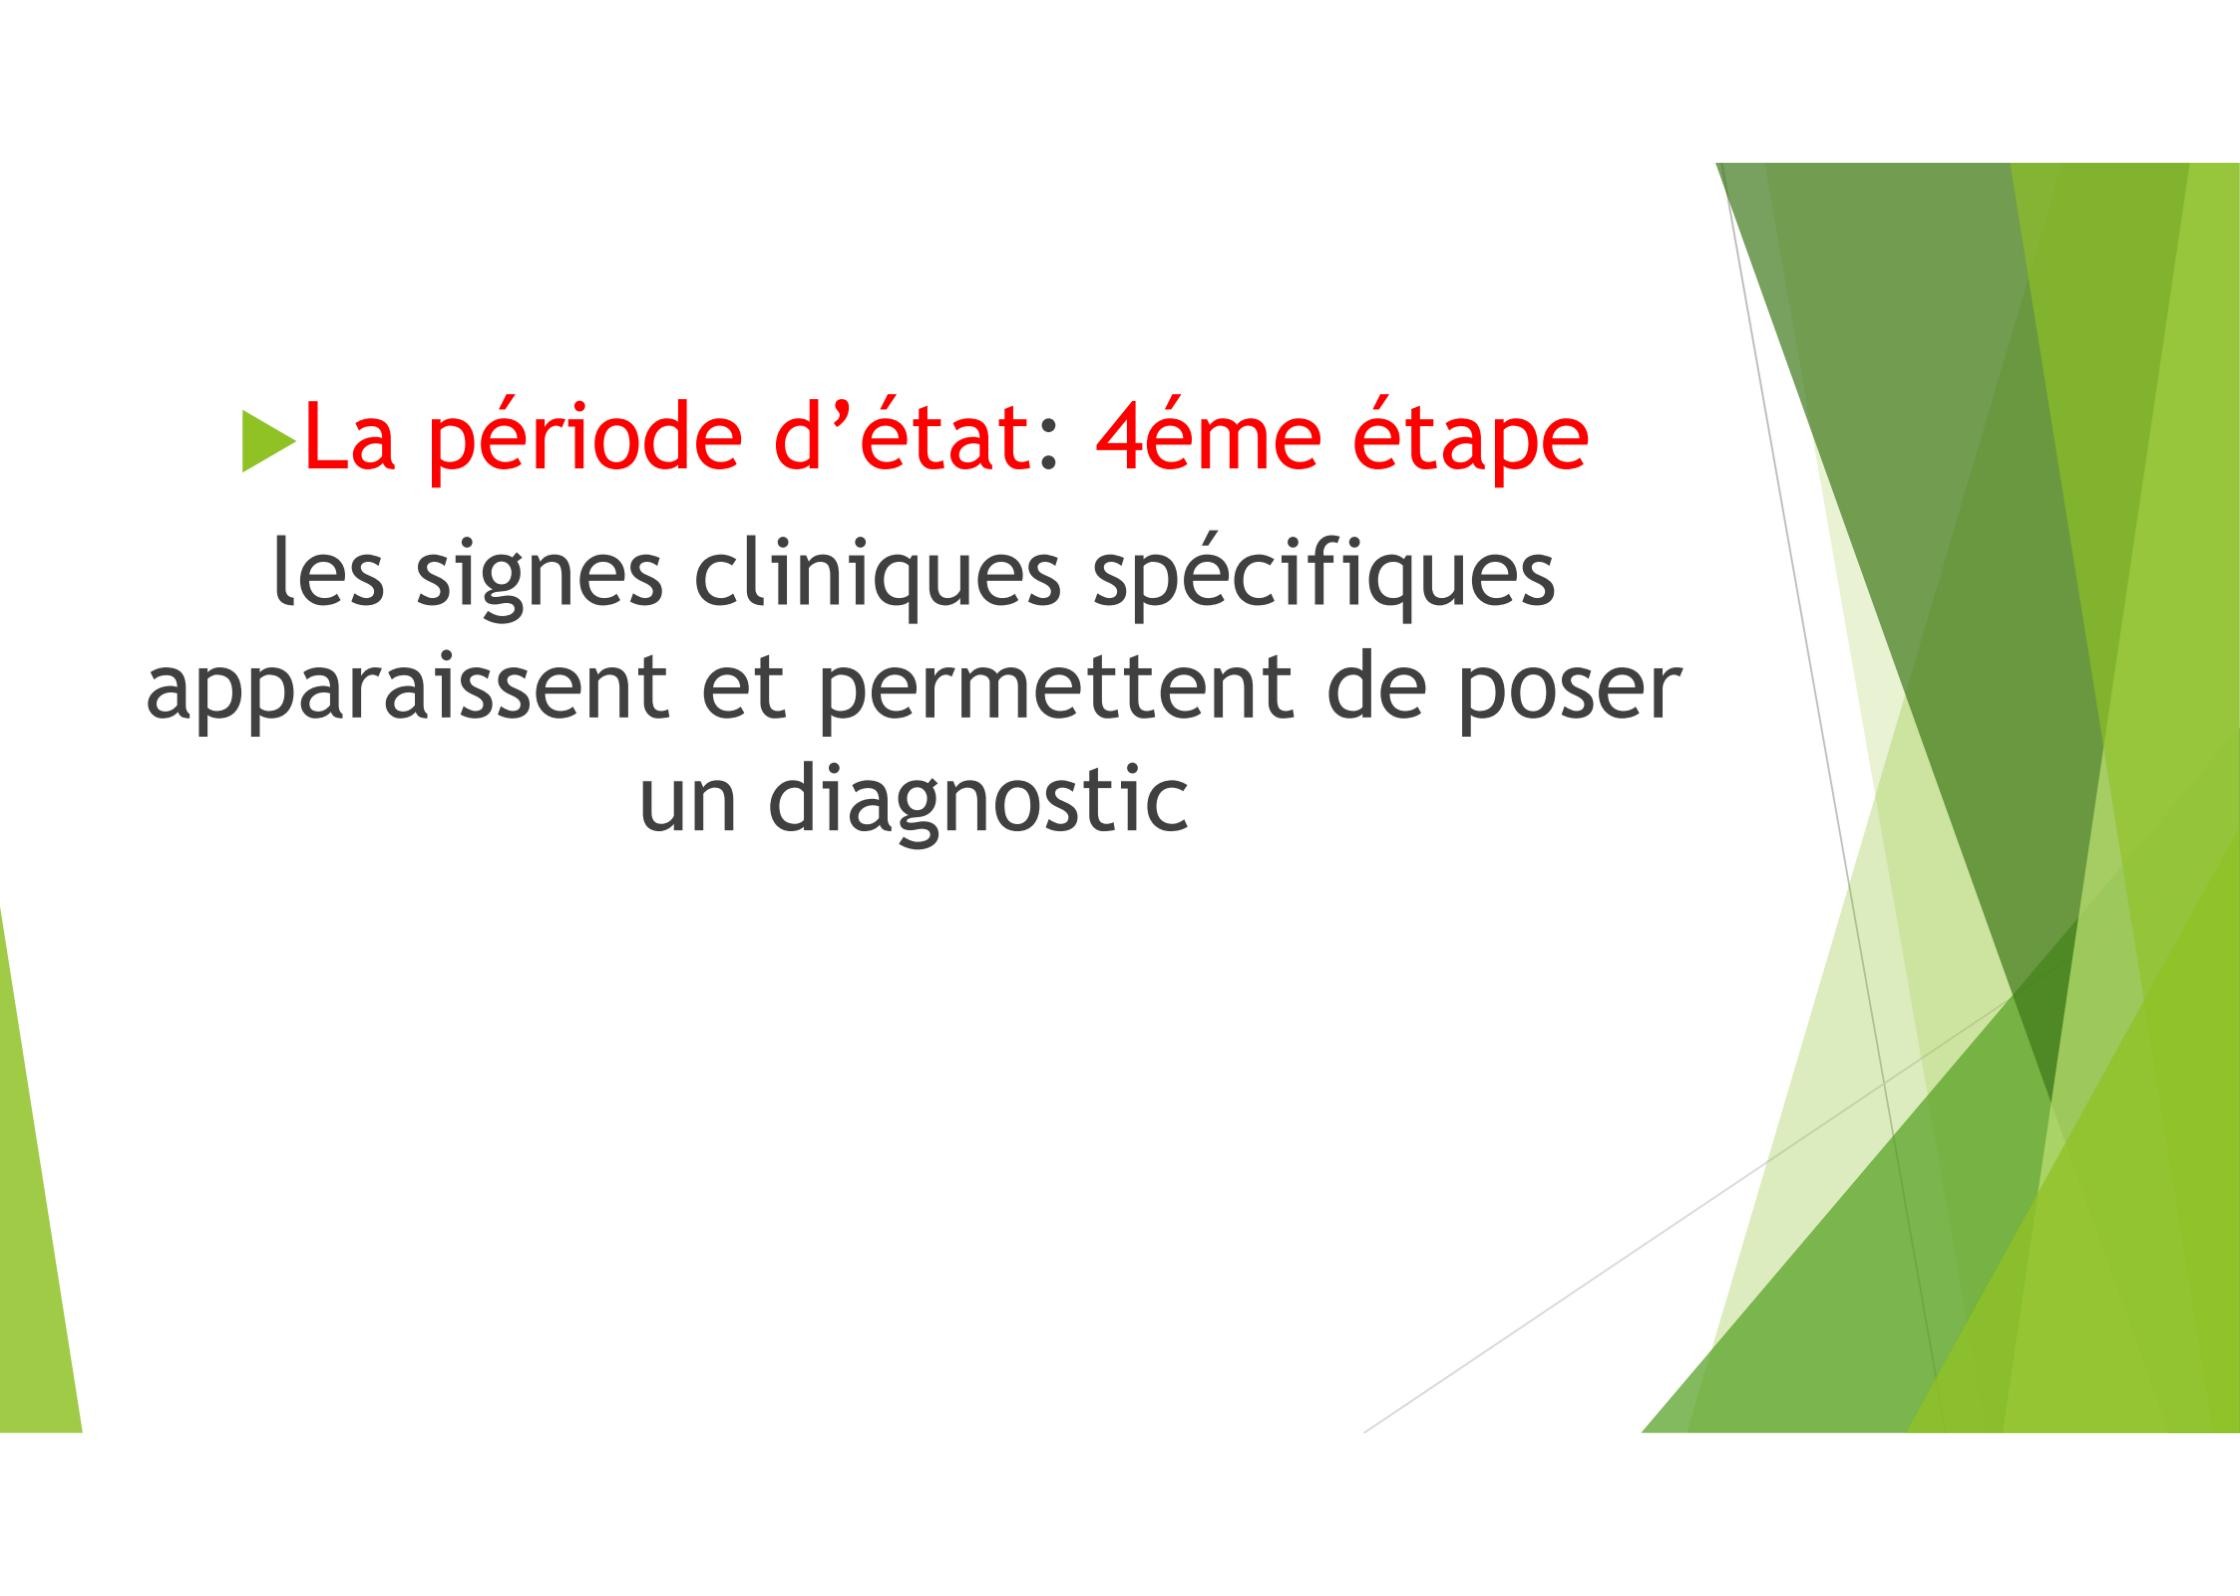 La période d’état: 4éme étape
les signes cliniques spécifiques
apparaissent et permettent de poser
un diagnostic